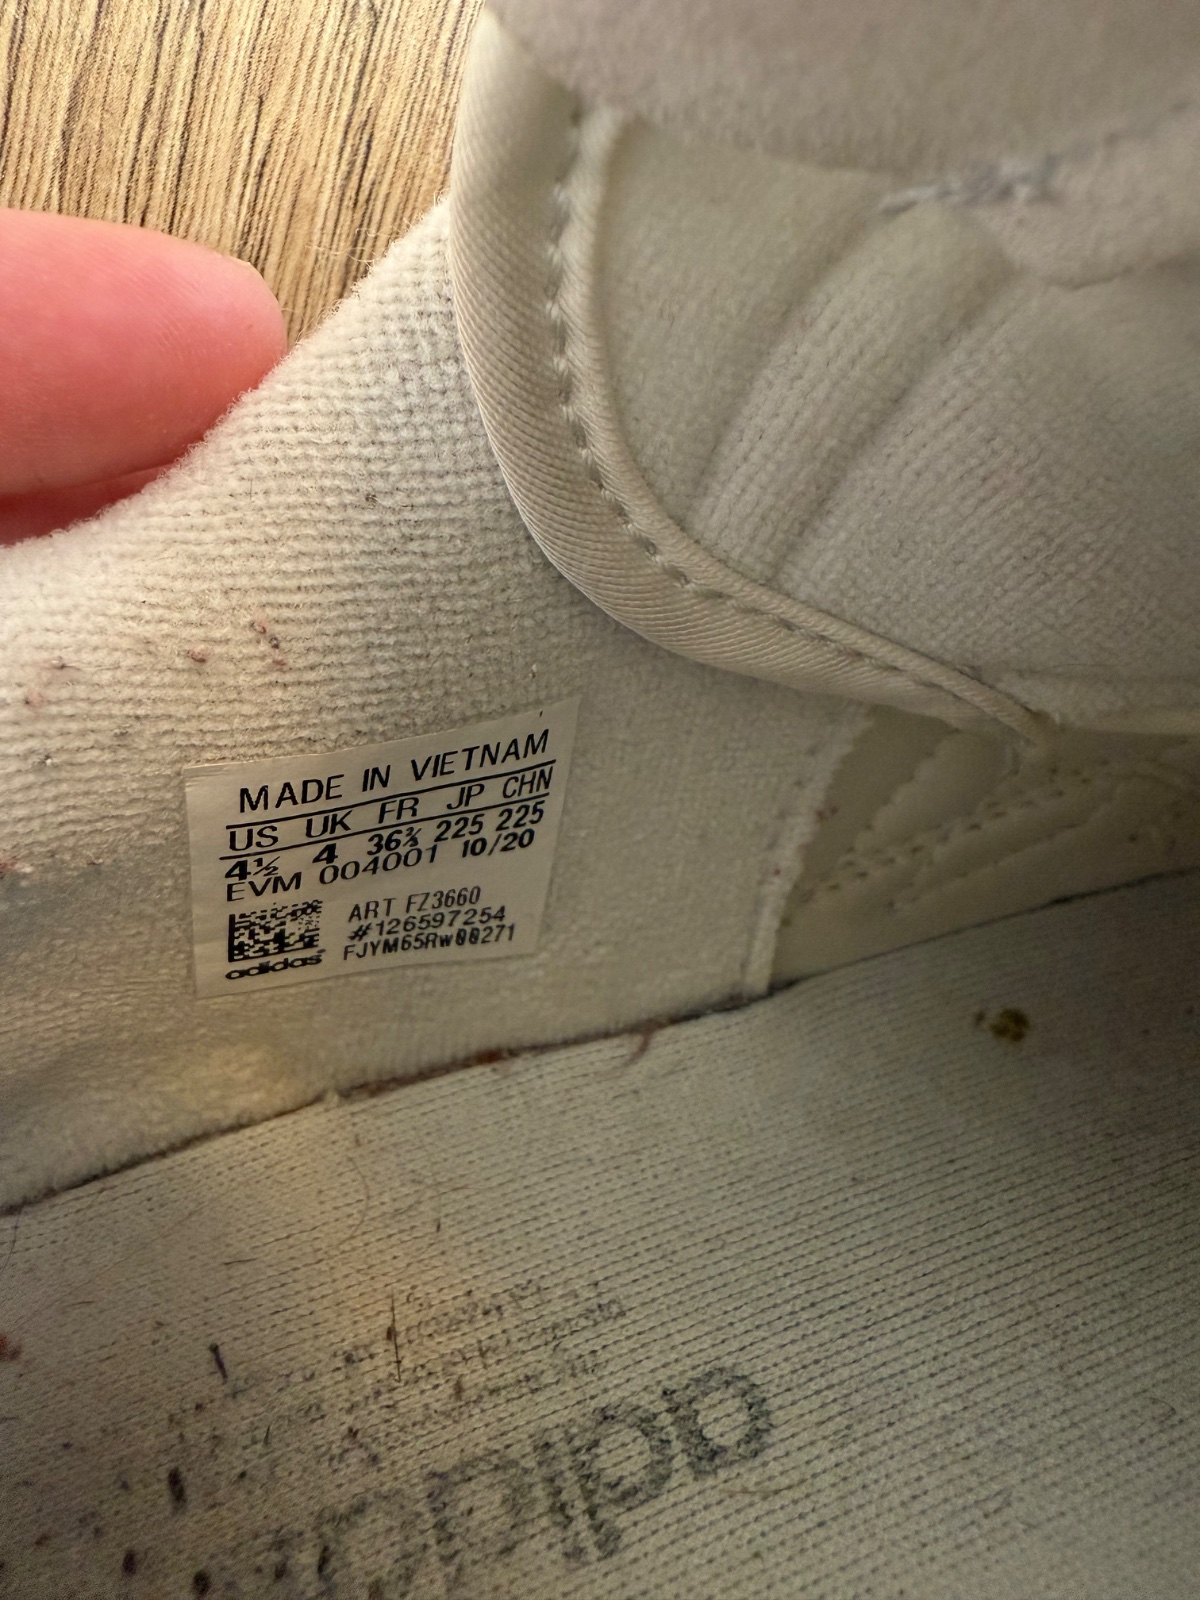 MADE IN VIETNAM
US UK FR JP CHN
4½ 4 36⅔ 225 225
EVM 004001 10/20
ART FZ3660
#126597254
FJYM65RW00271
adidas